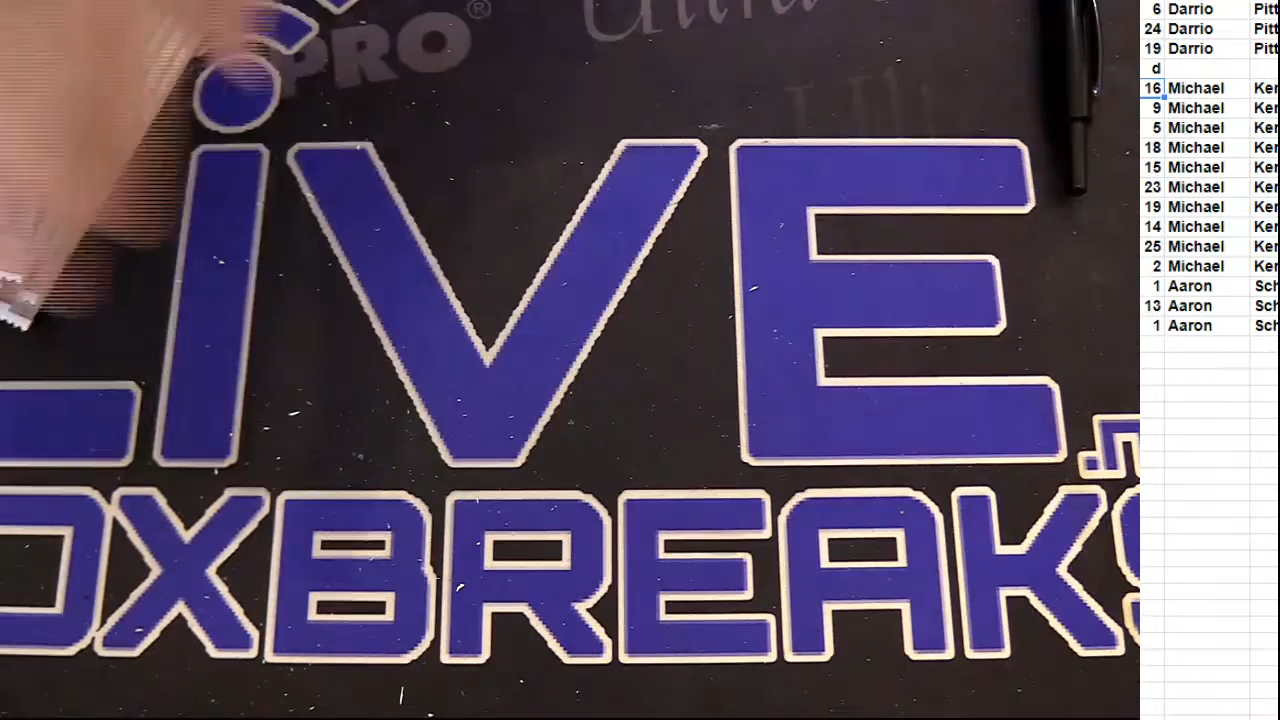 PRO®
Ultra
LiVE
OXBREAKS
6 Darrio Pitt
24 Darrio Pitt
19 Darrio Pitt
d
16 Michael Ker
9 Michael Ker
5 Michael Ker
18 Michael Ker
15 Michael Ker
23 Michael Ker
19 Michael Ker
14 Michael Ker
25 Michael Ker
2 Michael Ker
1 Aaron Sch
13 Aaron Sch
1 Aaron Sch